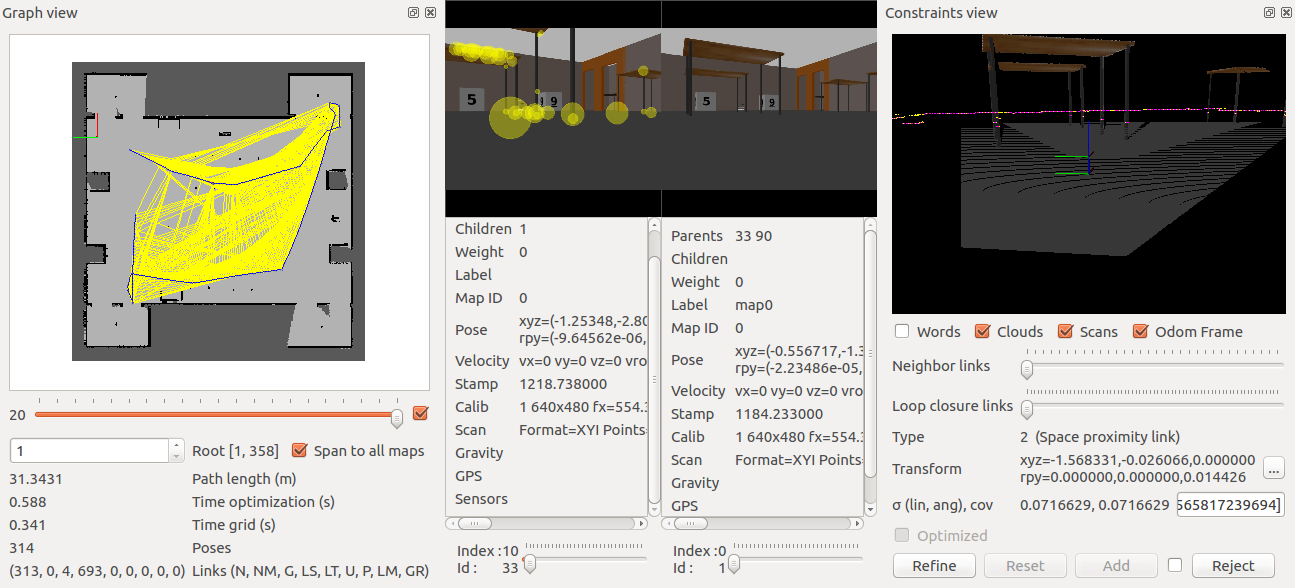 Graph view
20
1
Root [1, 358]
Span to all maps
31.3431
Path length (m)
0.588
Time optimization (s)
0.341
Time grid (s)
314
Poses
(313, 0, 4, 693, 0, 0, 0, 0, 0)
Links (N, NM, G, LS, LT, U, P, LM, GR)
5
9
5
9
Children 1
Weight 0
Label
Map ID 0
Pose xyz=(-1.25348,-2.80
rpy=(-9.64562e-06,
Velocity vx=0 vy=0 vz=0 vro
Stamp 1218.738000
Calib 1 640x480 fx=554.3
Scan Format=XYI Points
Gravity
GPS
Sensors
Index :10
Id : 33
Parents 33 90
Children
Weight 0
Label map0
Map ID 0
Pose xyz=(-0.556717,-1.3
rpy=(-2.23486e-05,
Velocity vx=0 vy=0 vz=0 vro
Stamp 1184.233000
Calib 1 640x480 fx=554.3
Scan Format=XYI Points
Gravity
GPS
Index :0
Id : 1
Constraints view
Words Clouds Scans Odom Frame
Neighbor links
Loop closure links
Type 2 (Space proximity link)
Transform xyz=-1.568331,-0.026066,0.000000
rpy=0.000000,0.000000,0.014426
...
σ (lin, ang), cov 0.0716629, 0.0716629 565817239694]
Optimized
Refine Reset Add Reject